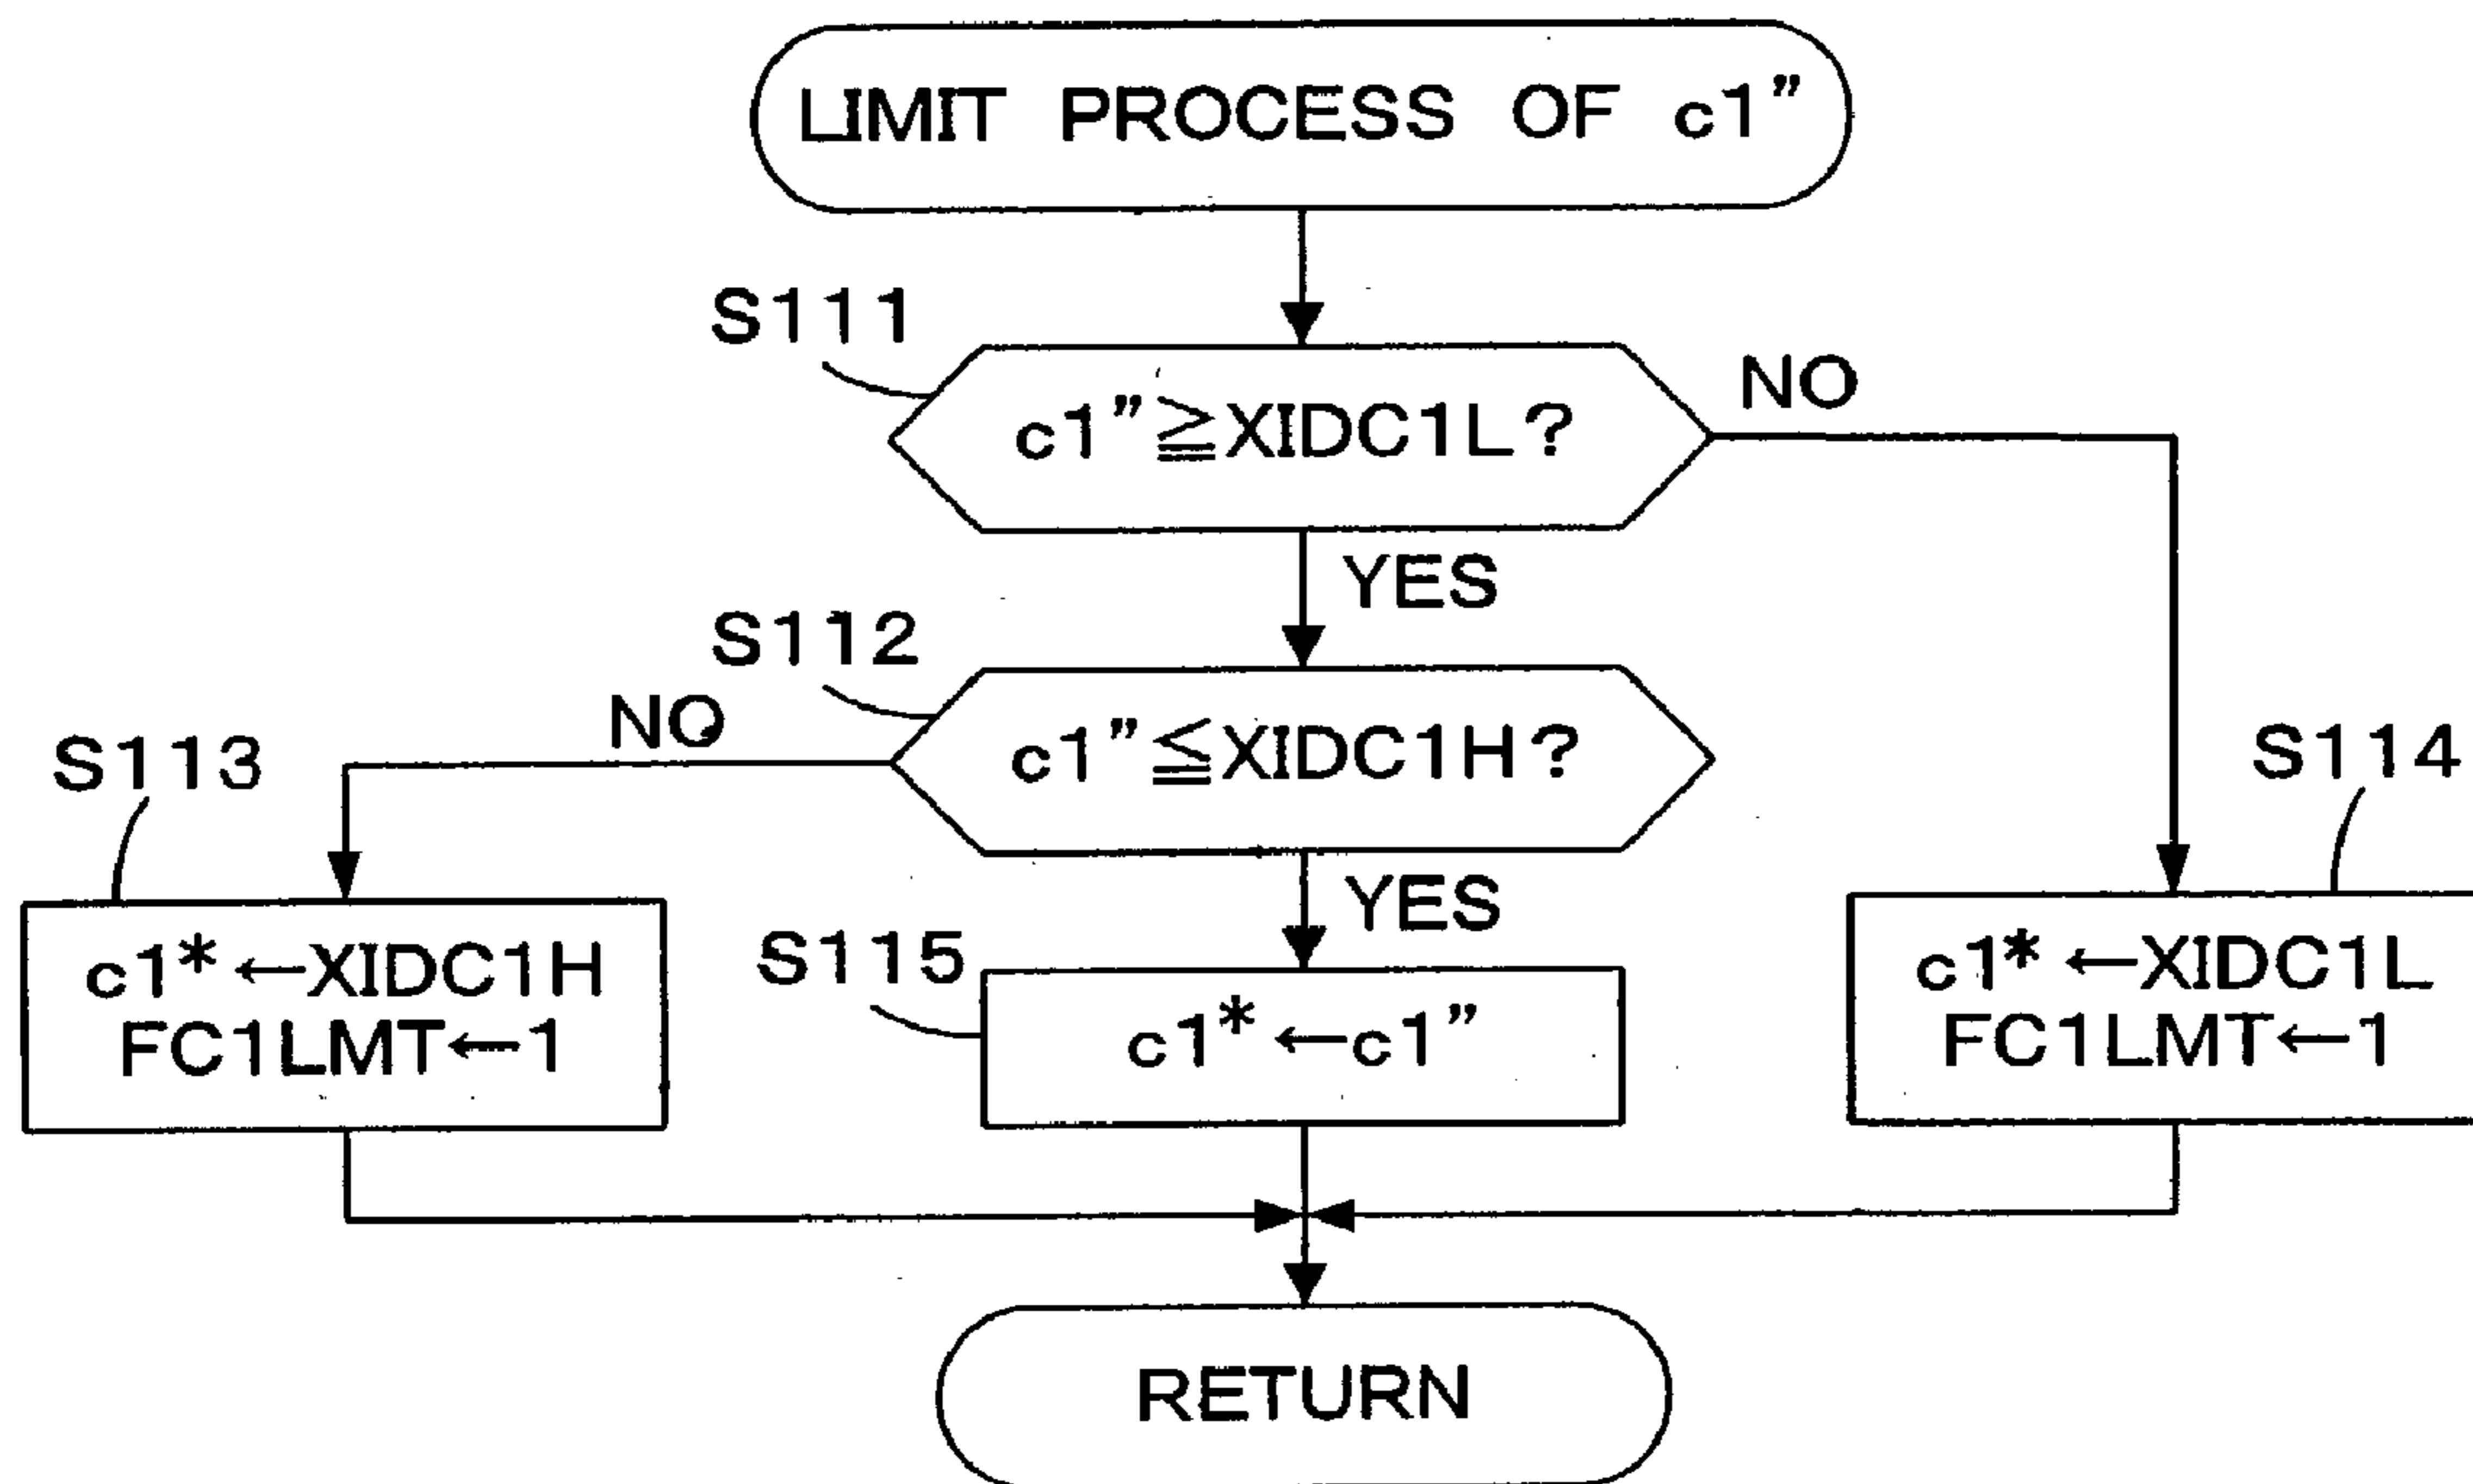 LIMIT PROCESS OF c1”
S111
c1”≧XIDC1L?
NO
YES
S112
c1”≦XIDC1H?
NO
YES
S113
c1*←XIDC1H
FC1LMT←1
S115
c1*←c1”
S114
c1*←XIDC1L
FC1LMT←1
RETURN